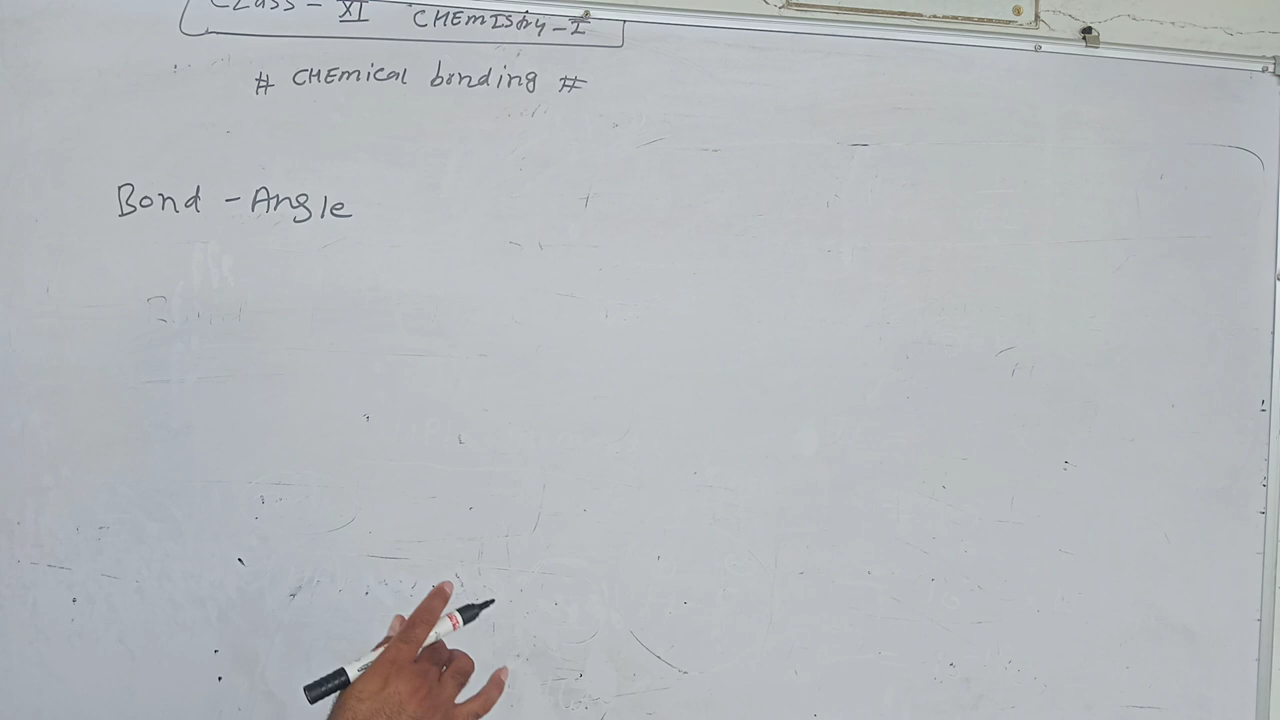 Class - XI CHEMIStry - I
# CHEmical bonding #
Bond - Angle